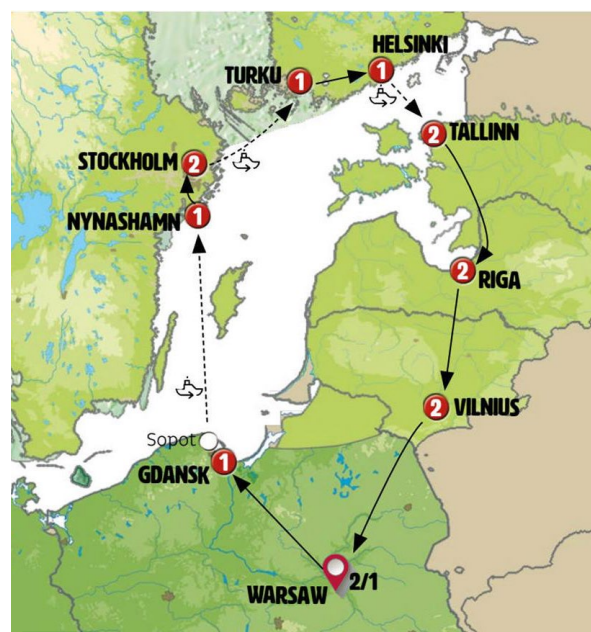 HELSINKI
1
TURKU
1
2
TALLINN
STOCKHOLM
2
NYNASHAMN
1
2
RIGA
2
VILNIUS
Sopot
GDANSK
1
WARSAW
2/1